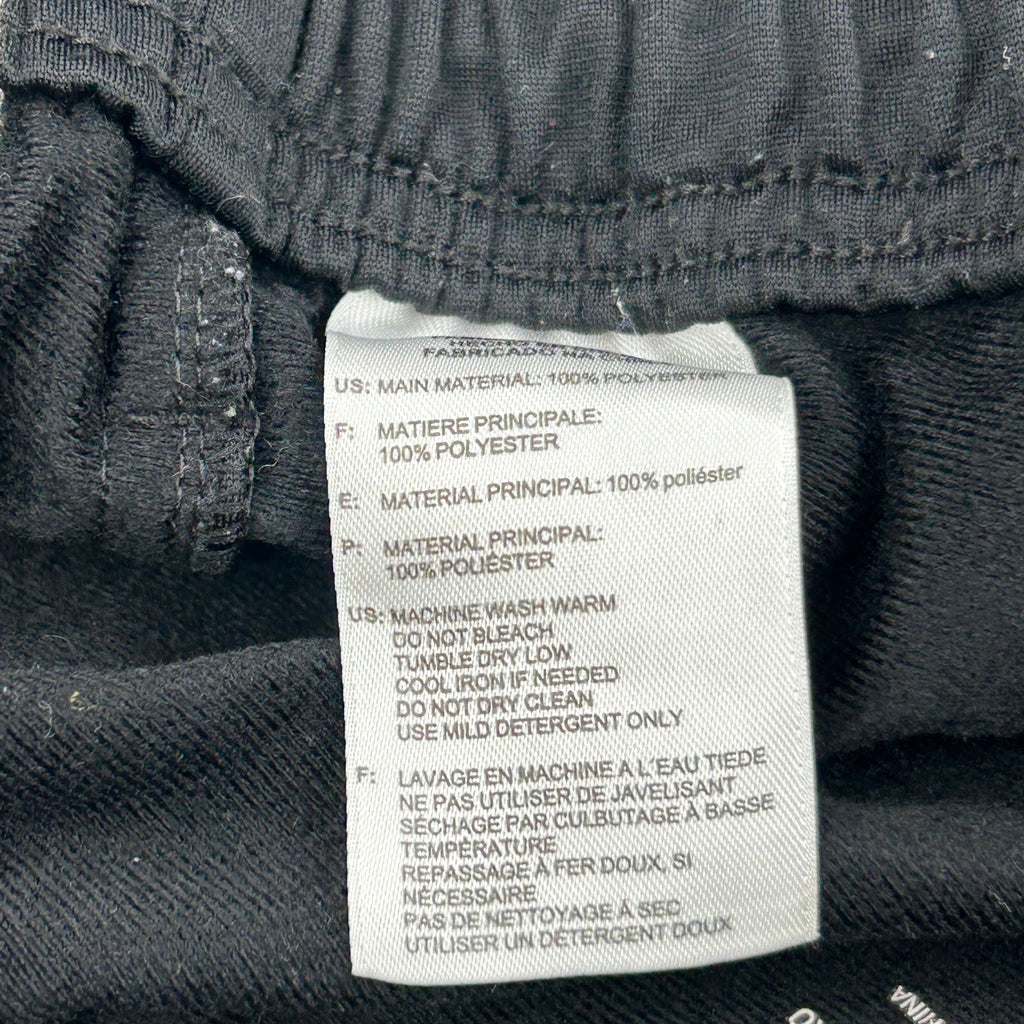 FABRICADO NA
US: MAIN MATERIAL: 100% POLYESTER
F: MATIERE PRINCIPALE:
100% POLYESTER
E: MATERIAL PRINCIPAL: 100% poliéster
P: MATERIAL PRINCIPAL:
100% POLIÉSTER
US: MACHINE WASH WARM
DO NOT BLEACH
TUMBLE DRY LOW
COOL IRON IF NEEDED
DO NOT DRY CLEAN
USE MILD DETERGENT ONLY
F: LAVAGE EN MACHINE A L'EAU TIEDE
NE PAS UTILISER DE JAVELISANT
SÉCHAGE PAR CULBUTAGE À BASSE
TEMPÉRATURE
REPASSAGE À FER DOUX, SI
NÉCESSAIRE
PAS DE NETTOYAGE À SEC
UTILISER UN DÉTERGENT DOUX